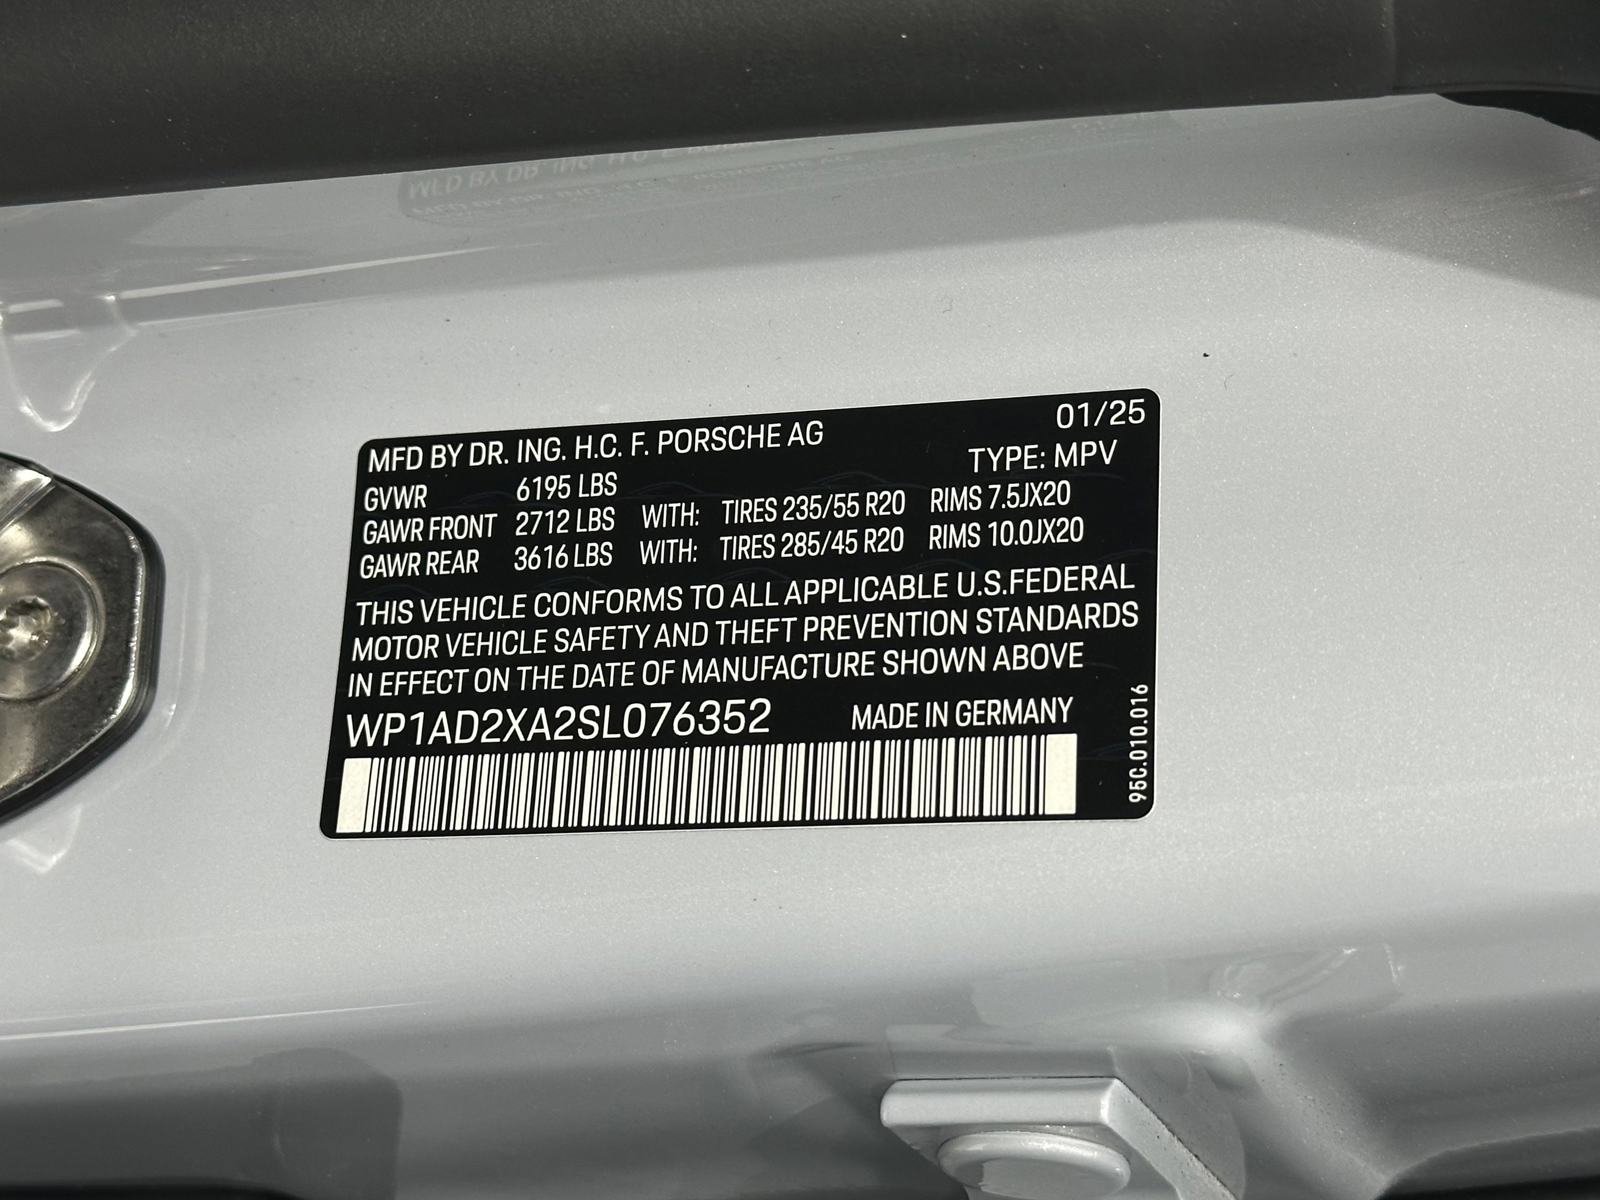 MFD BY DR. ING. H.C. F. PORSCHE AG 01/25
TYPE: MPV
GVWR 6195 LBS
GAWR FRONT 2712 LBS WITH: TIRES 235/55 R20 RIMS 7.5JX20
GAWR REAR 3616 LBS WITH: TIRES 285/45 R20 RIMS 10.0JX20
THIS VEHICLE CONFORMS TO ALL APPLICABLE U.S.FEDERAL
MOTOR VEHICLE SAFETY AND THEFT PREVENTION STANDARDS
IN EFFECT ON THE DATE OF MANUFACTURE SHOWN ABOVE
WP1AD2XA2SL076352 MADE IN GERMANY
95C.010.016